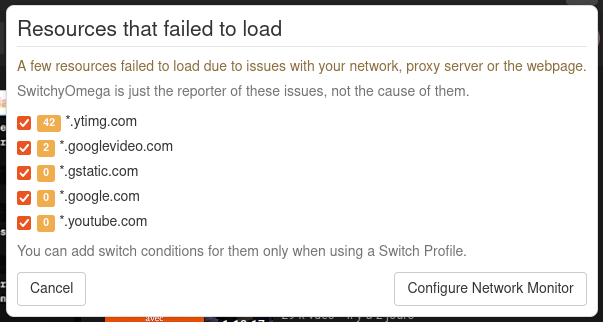 Resources that failed to load
A few resources failed to load due to issues with your network, proxy server or the webpage.
SwitchyOmega is just the reporter of these issues, not the cause of them.
42 *.ytimg.com
2 *.googlevideo.com
0 *.gstatic.com
0 *.google.com
0 *.youtube.com
You can add switch conditions for them only when using a Switch Profile.
Cancel
Configure Network Monitor
avec